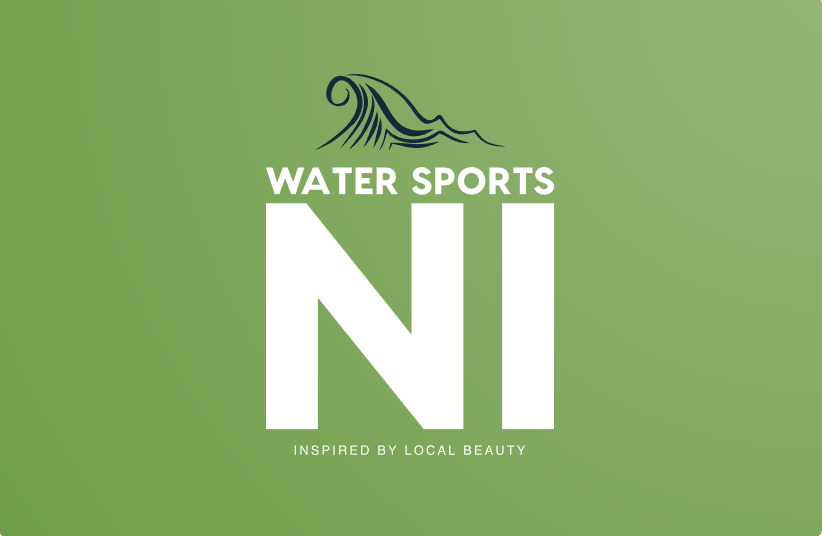 WATER SPORTS
NI
INSPIRED BY LOCAL BEAUTY